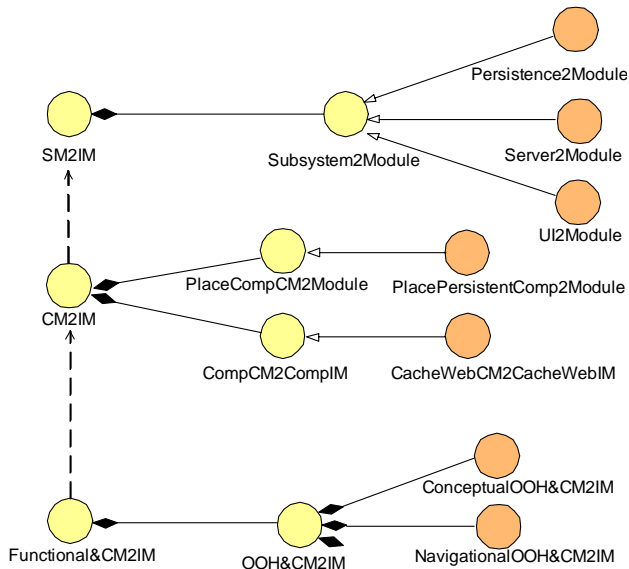 Persistence2Module
SM2IM
Subsystem2Module
Server2Module
UI2Module
PlaceCompCM2Module
PlacePersistentComp2Module
CM2IM
CompCM2CompIM
CacheWebCM2CacheWebIM
ConceptualOOH&CM2IM
Functional&CM2IM
OOH&CM2IM
NavigationalOOH&CM2IM